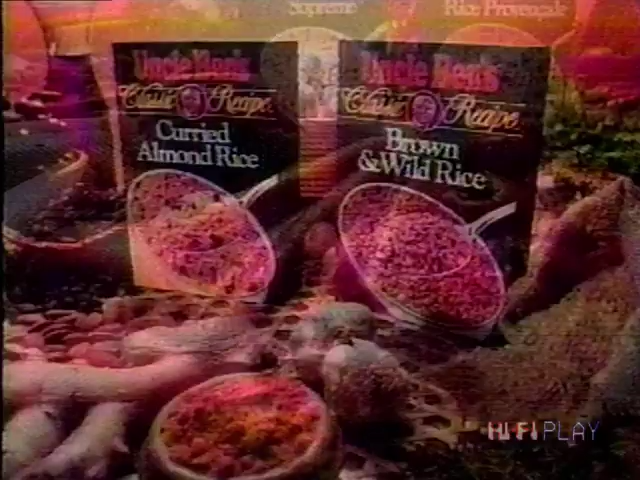 Supreme
Rice Provençale
Uncle Ben's
Classic Recipe
Curried
Almond Rice
Uncle Ben's
Classic Recipe
Brown
& Wild Rice
HI-FI PLAY